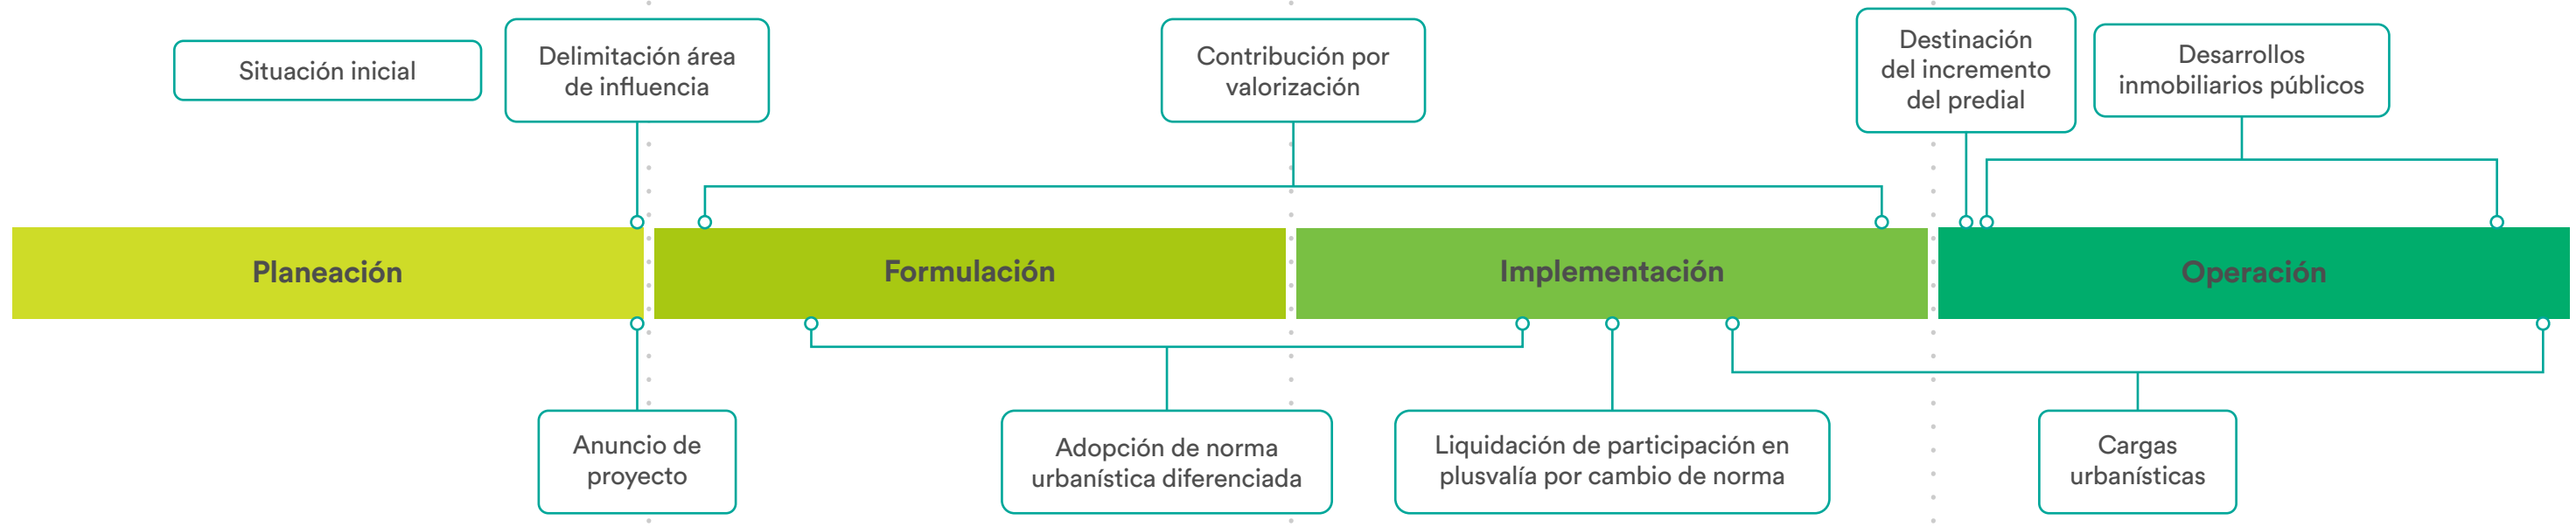 Situación inicial
Delimitación área
de influencia
Contribución por
valorización
Destinación
del incremento
del predial
Desarrollos
inmobiliarios públicos
Planeación
Formulación
Implementación
Operación
Anuncio de
proyecto
Adopción de norma
urbanística diferenciada
Liquidación de participación en
plusvalía por cambio de norma
Cargas
urbanísticas